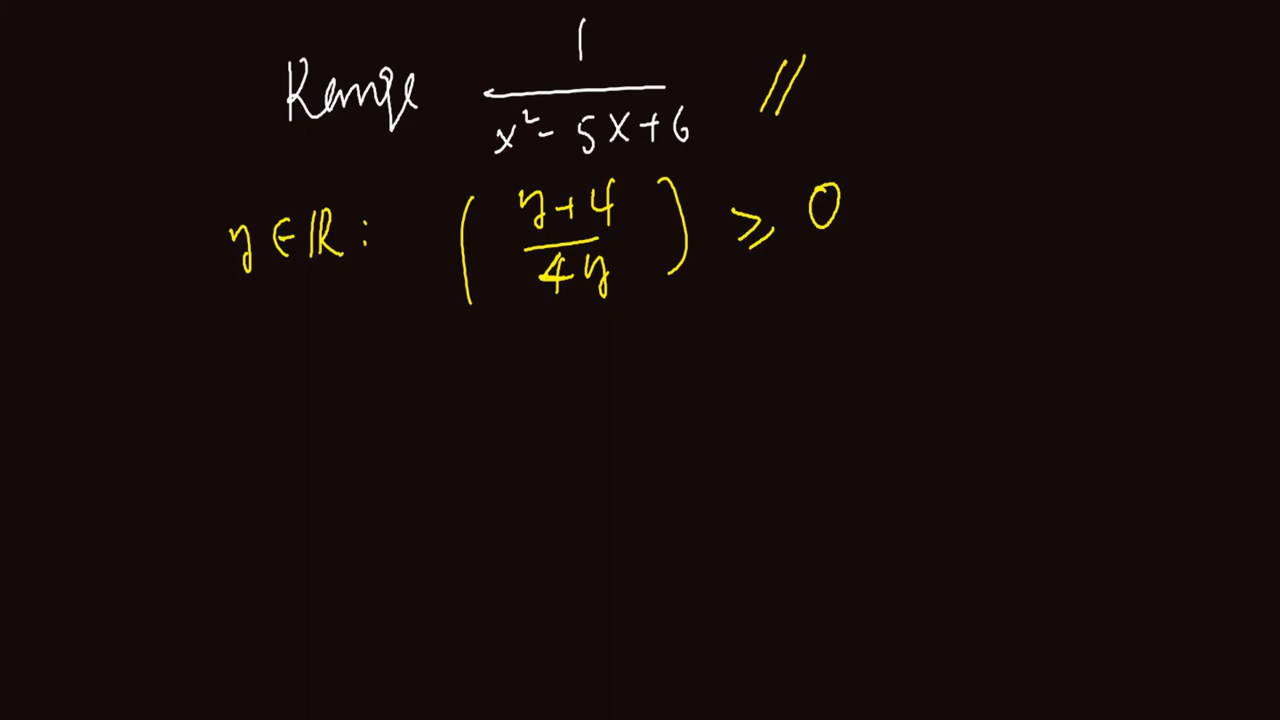 Range 1/(x² - 5x + 6) //
y ∈ ℝ : ( (y + 4)/(4y) ) ≥ 0